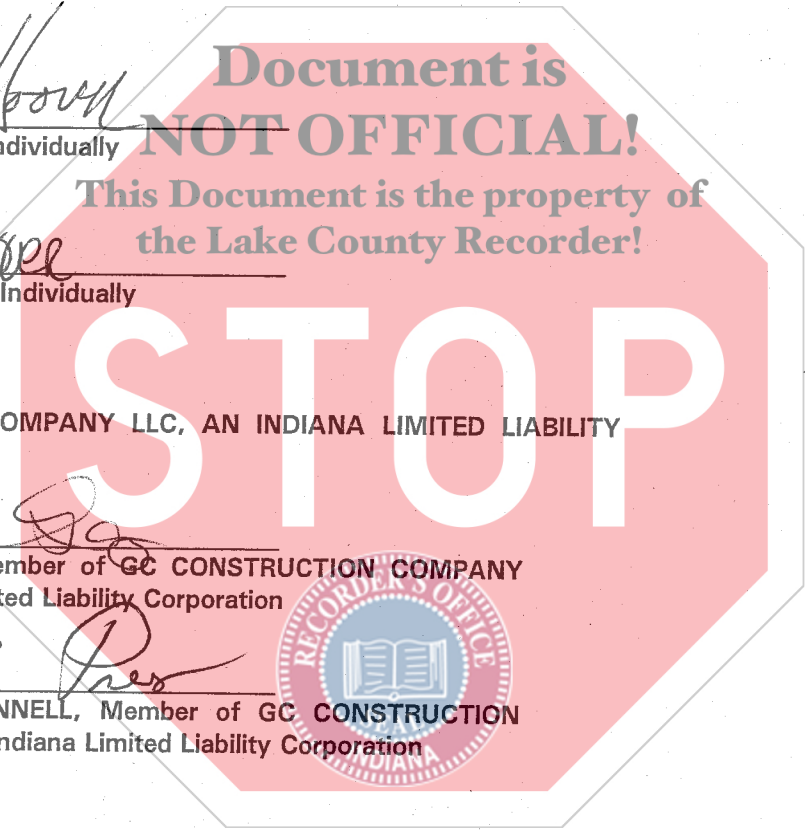 Document is
NOT OFFICIAL!
ndividually
This Document is the property of
the Lake County Recorder!
Individually
STOP
OMPANY LLC, AN INDIANA LIMITED LIABILITY
ember of GC CONSTRUCTION COMPANY
ted Liability Corporation
RECORDER'S OFFICE
SEAL
INDIANA
NNELL, Member of GC CONSTRUCTION
ndiana Limited Liability Corporation